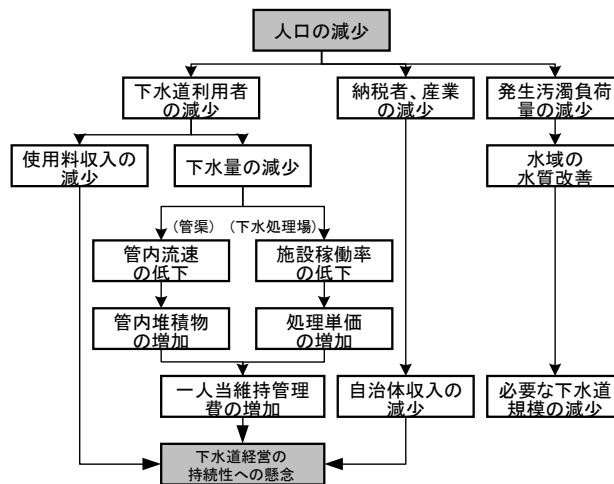 人口の減少
下水道利用者
の減少
納税者、産業
の減少
発生汚濁負荷
量の減少
使用料収入の
減少
下水量の減少
水域の
水質改善
（管渠）
（下水処理場）
管内流速
の低下
施設稼働率
の低下
管内堆積物
の増加
処理単価
の増加
一人当維持管理
費の増加
自治体収入の
減少
必要な下水道
規模の減少
下水道経営の
持続性への懸念